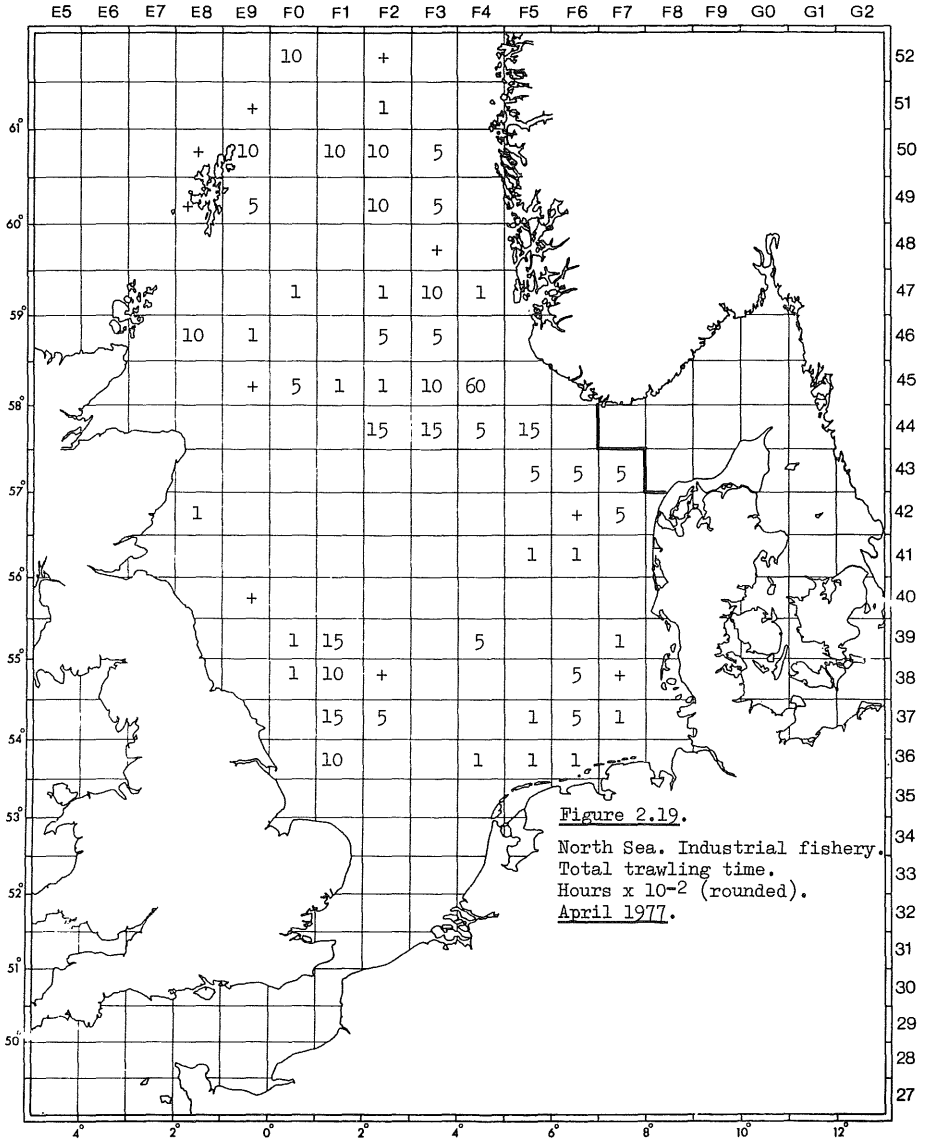 E5 E6 E7 E8 E9 F0 F1 F2 F3 F4 F5 F6 F7 F8 F9 G0 G1 G2
10 + 52
+ 1 51
61°
+ 10 10 10 5 50
+ 5 10 5 49
60°
+ 48
1 1 10 1 47
59°
10 1 5 5 46
+ 5 1 1 10 60 45
58°
15 15 5 15 44
5 5 5 43
57°
1 + 5 42
1 1 41
56°
+ 40
1 15 5 1 39
55°
1 10 + 5 + 38
15 5 1 5 1 37
54°
10 1 1 1 36
35
53°
Figure 2.19.
34
North Sea. Industrial fishery.
Total trawling time.
33
Hours x 10-2 (rounded).
52°
April 1977.
32
31
51°
30
29
50°
28
27
4° 2° 0° 2° 4° 6° 8° 10° 12°